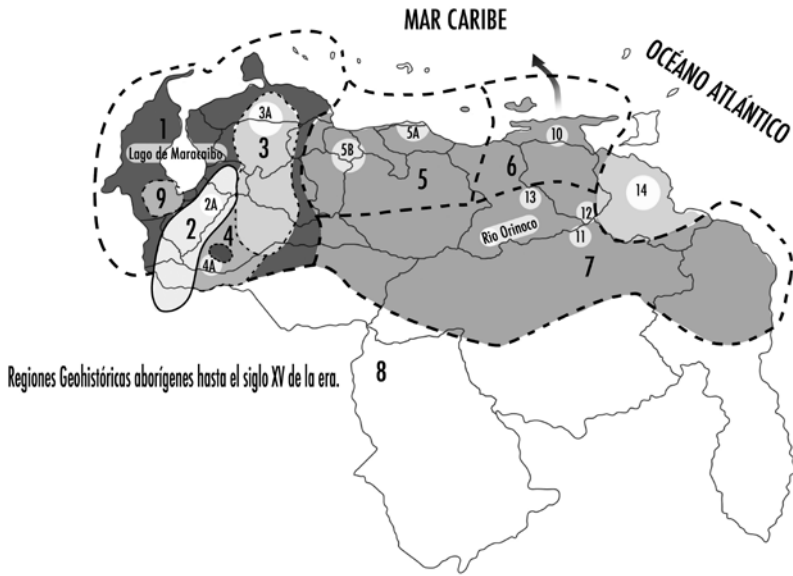 MAR CARIBE
OCÉANO ATLÁNTICO
1
Lago de Maracaibo
3A
3
5B
5A
5
6
10
9
2A
2
4
4A
13
12
11
14
Río Orinoco
7
Regiones Geohistóricas aborígenes hasta el siglo XV de la era.
8